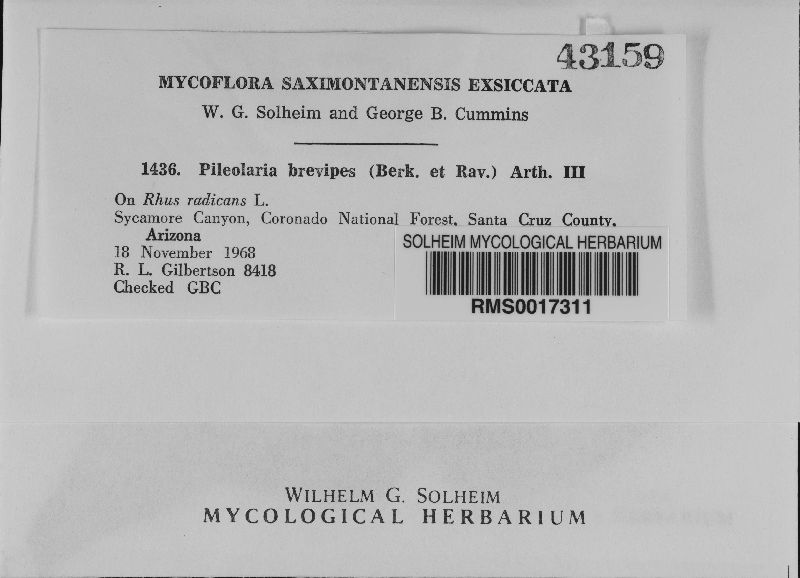 43159
MYCOFLORA SAXIMONTANENSIS EXSICCATA
W. G. Solheim and George B. Cummins
1436. Pileolaria brevipes (Berk. et Rav.) Arth. III
On Rhus radicans L.
Sycamore Canyon, Coronado National Forest, Santa Cruz County,
Arizona
18 November 1968
R. L. Gilbertson 8418
Checked GBC
SOLHEIM MYCOLOGICAL HERBARIUM
RMS0017311
WILHELM G. SOLHEIM
MYCOLOGICAL HERBARIUM